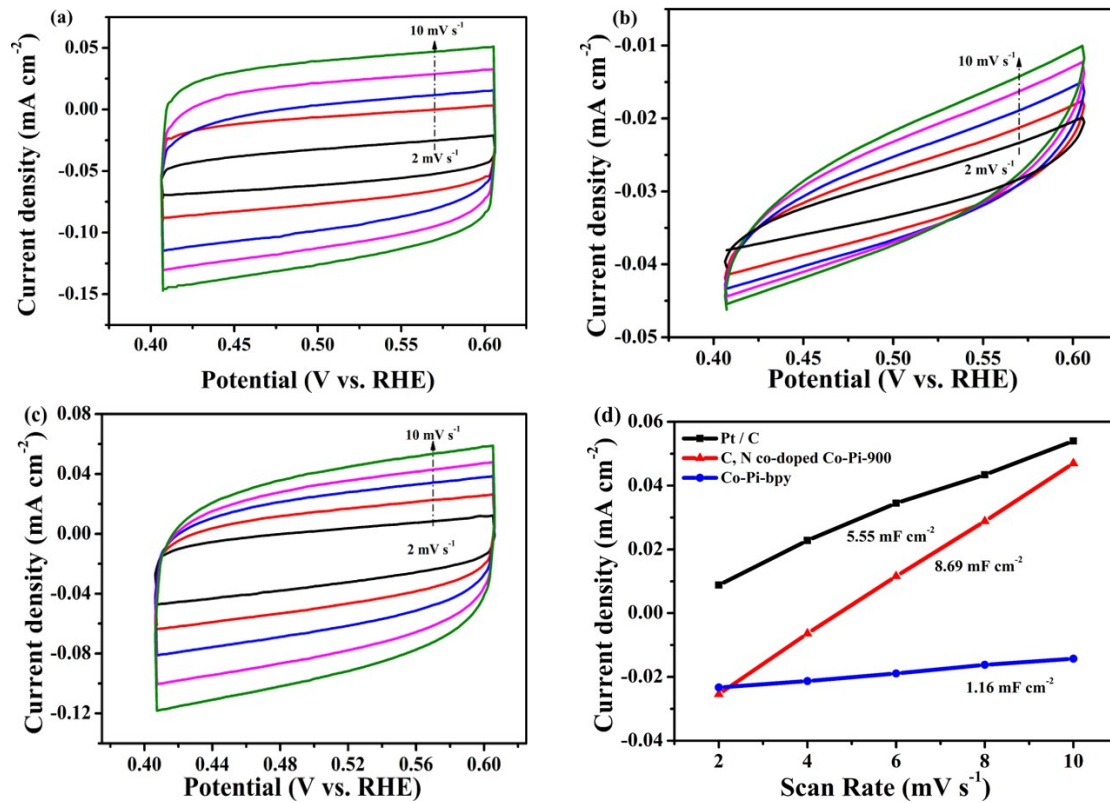 (a)
10 mV s⁻¹
2 mV s⁻¹
0.05
0.00
-0.05
-0.10
-0.15
Current density (mA cm⁻²)
0.40 0.45 0.50 0.55 0.60
Potential (V vs. RHE)
(b)
10 mV s⁻¹
2 mV s⁻¹
-0.01
-0.02
-0.03
-0.04
-0.05
Current density (mA cm⁻²)
0.40 0.45 0.50 0.55 0.60
Potential (V vs. RHE)
(c)
10 mV s⁻¹
2 mV s⁻¹
0.08
0.04
0.00
-0.04
-0.08
-0.12
Current density (mA cm⁻²)
0.40 0.44 0.48 0.52 0.56 0.60
Potential (V vs. RHE)
(d)
Pt / C
C, N co-doped Co-Pi-900
Co-Pi-bpy
5.55 mF cm⁻²
8.69 mF cm⁻²
1.16 mF cm⁻²
0.06
0.04
0.02
0.00
-0.02
-0.04
Current density (mA cm⁻²)
2 4 6 8 10
Scan Rate (mV s⁻¹)